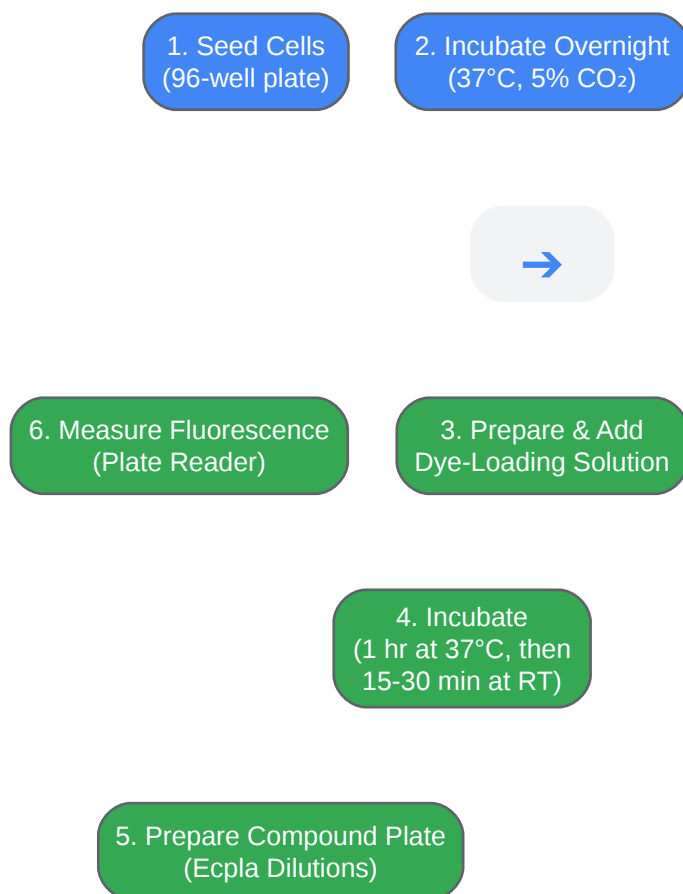 1. Seed Cells
(96-well plate)
2. Incubate Overnight
(37°C, 5% CO₂)
➔
6. Measure Fluorescence
(Plate Reader)
3. Prepare & Add
Dye-Loading Solution
4. Incubate
(1 hr at 37°C, then
15-30 min at RT)
5. Prepare Compound Plate
(Ecpla Dilutions)